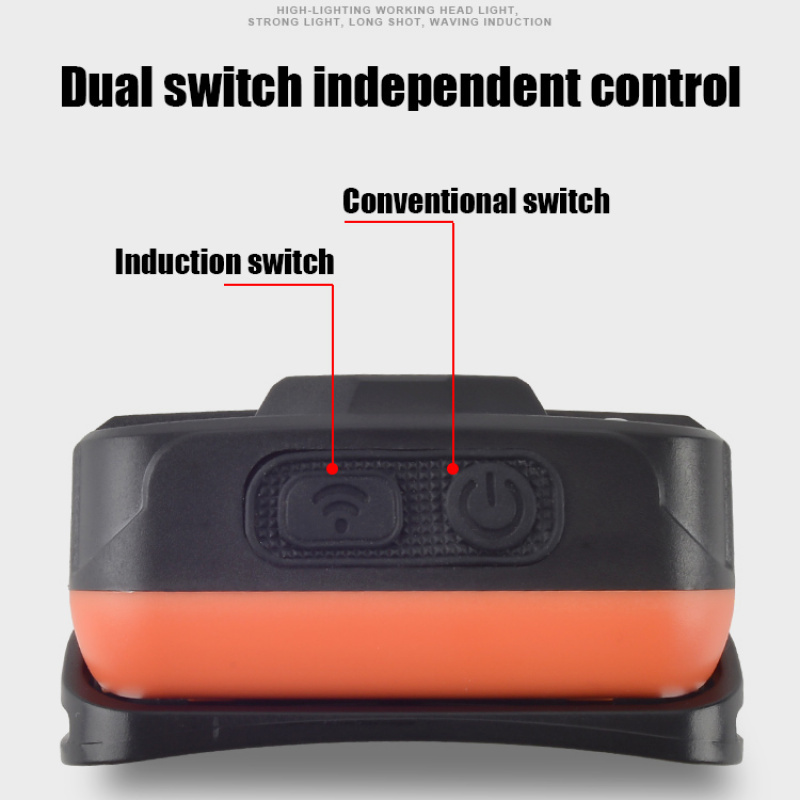 HIGH-LIGHTING WORKING HEAD LIGHT,
STRONG LIGHT, LONG SHOT, WAVING INDUCTION
Dual switch independent control
Conventional switch
Induction switch